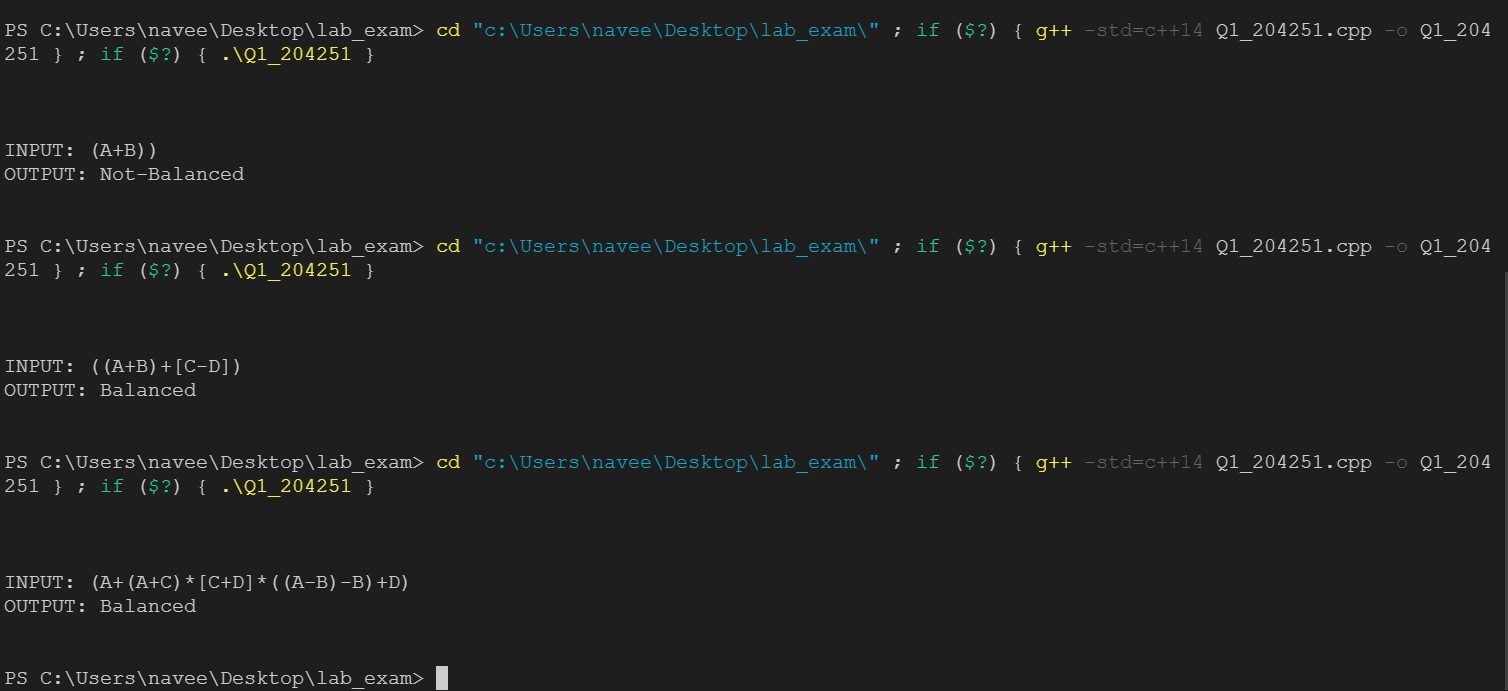 PS C:\Users\navee\Desktop\lab_exam> cd "c:\Users\navee\Desktop\lab_exam\" ; if ($?) { g++ -std=c++14 Q1_204251.cpp -o Q1_204
251 } ; if ($?) { .\Q1_204251 }
INPUT: (A+B))
OUTPUT: Not-Balanced
PS C:\Users\navee\Desktop\lab_exam> cd "c:\Users\navee\Desktop\lab_exam\" ; if ($?) { g++ -std=c++14 Q1_204251.cpp -o Q1_204
251 } ; if ($?) { .\Q1_204251 }
INPUT: ((A+B)+[C-D])
OUTPUT: Balanced
PS C:\Users\navee\Desktop\lab_exam> cd "c:\Users\navee\Desktop\lab_exam\" ; if ($?) { g++ -std=c++14 Q1_204251.cpp -o Q1_204
251 } ; if ($?) { .\Q1_204251 }
INPUT: (A+(A+C)*[C+D]*((A-B)-B)+D)
OUTPUT: Balanced
PS C:\Users\navee\Desktop\lab_exam>